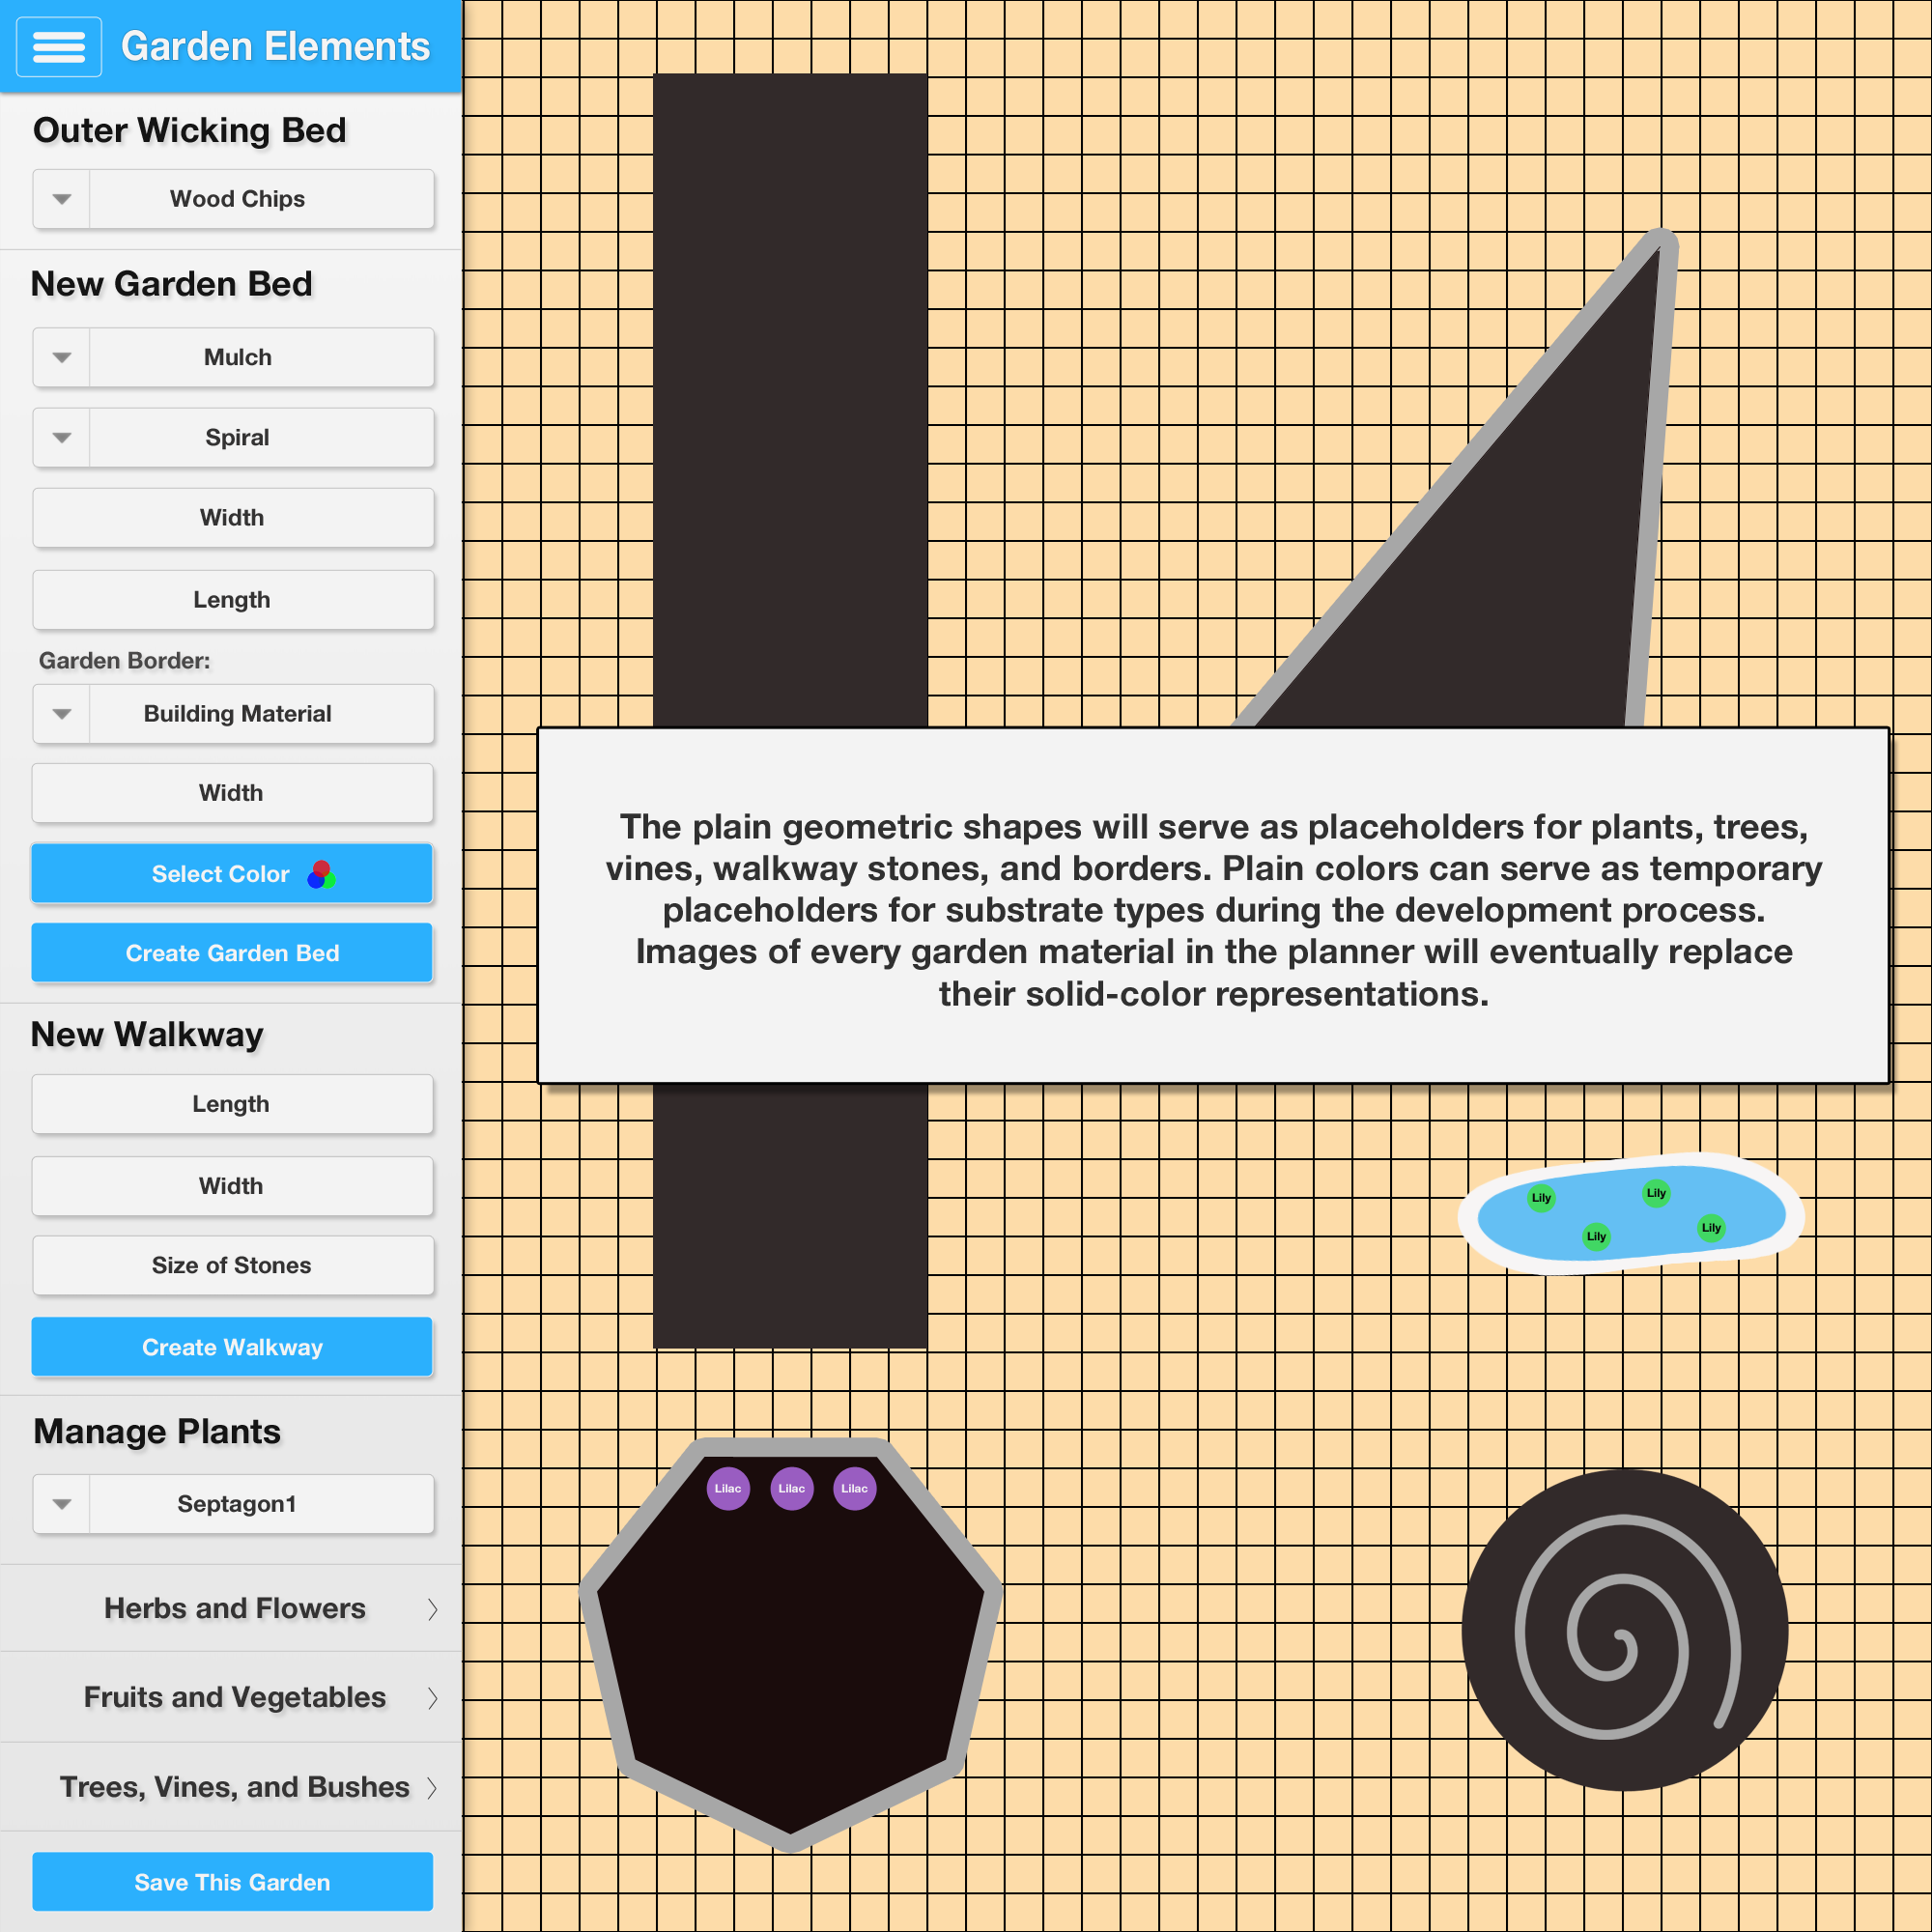 Garden Elements
Outer Wicking Bed
Wood Chips
New Garden Bed
Mulch
Spiral
Width
Length
Garden Border:
Building Material
Width
Select Color
Create Garden Bed
New Walkway
Length
Width
Size of Stones
Create Walkway
Manage Plants
Septagon1
Herbs and Flowers
Fruits and Vegetables
Trees, Vines, and Bushes
Save This Garden
The plain geometric shapes will serve as placeholders for plants, trees,
vines, walkway stones, and borders. Plain colors can serve as temporary
placeholders for substrate types during the development process.
Images of every garden material in the planner will eventually replace
their solid-color representations.
Lily
Lily
Lily
Lily
Lilac
Lilac
Lilac